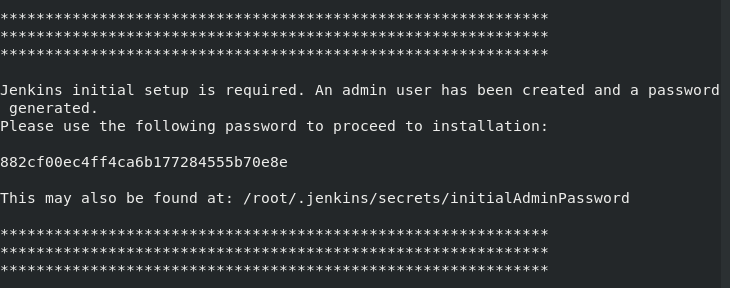 *************************************************************
*************************************************************
*************************************************************
Jenkins initial setup is required. An admin user has been created and a password
generated.
Please use the following password to proceed to installation:
882cf00ec4ff4ca6b177284555b70e8e
This may also be found at: /root/.jenkins/secrets/initialAdminPassword
*************************************************************
*************************************************************
*************************************************************